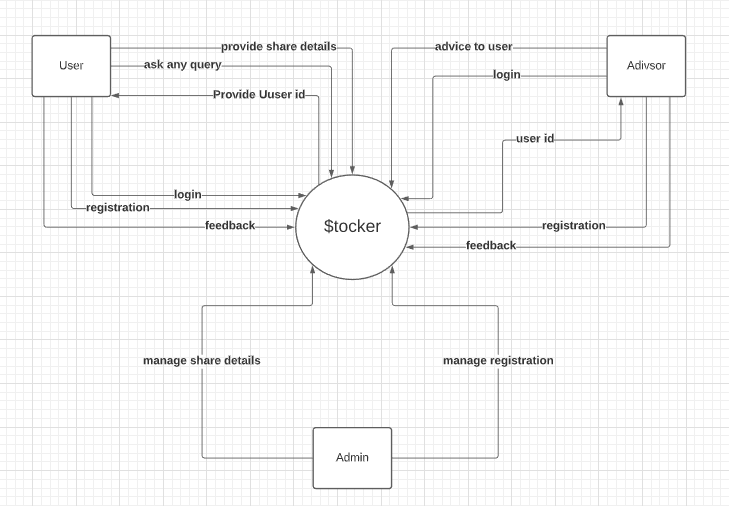 provide share details
advice to user
User
ask any query
Adivsor
login
Provide Uuser id
user id
login
registration
feedback
$tocker
registration
feedback
manage share details
manage registration
Admin